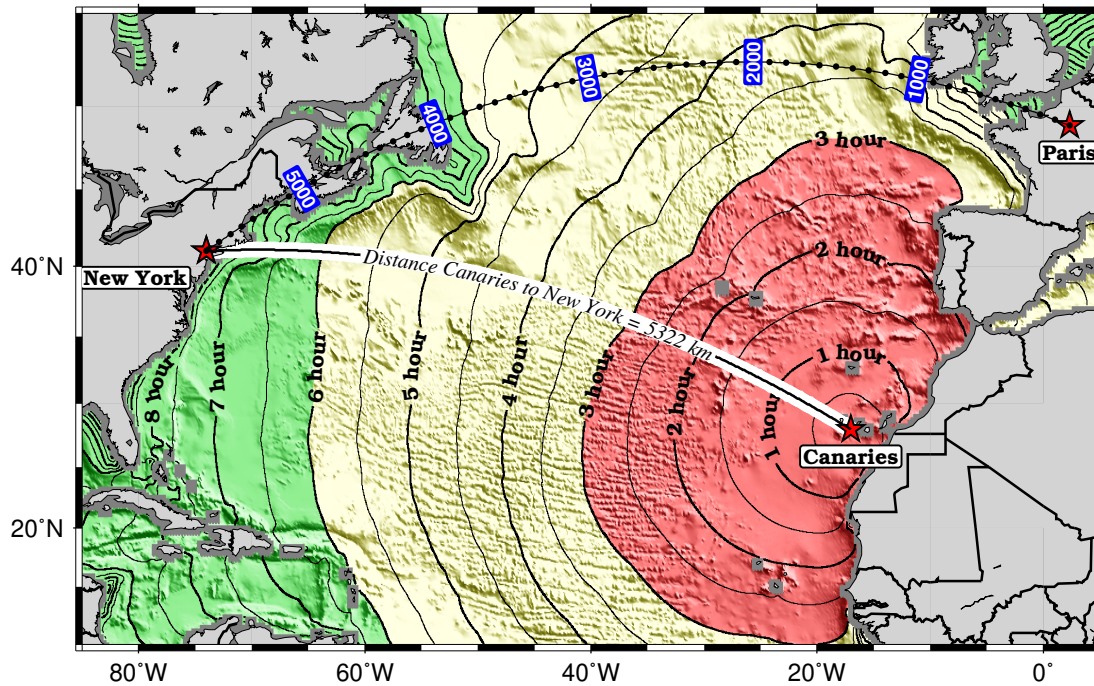 1000
2000
3000
4000
5000
Paris
3 hour
2 hour
1 hour
New York
Distance Canaries to New York = 5322 km
8 hour
7 hour
6 hour
5 hour
4 hour
3 hour
2 hour
1 hour
Canaries
40°N
20°N
80°W
60°W
40°W
20°W
0°